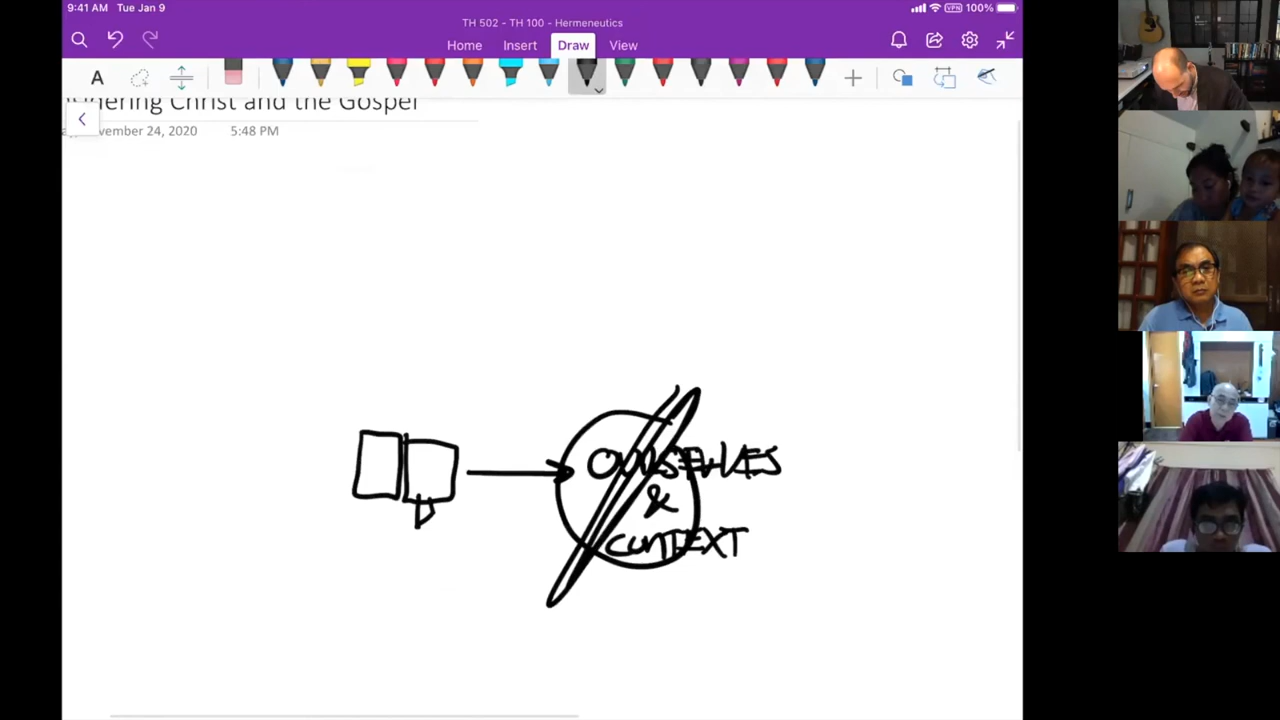 9:41 AM Tue Jan 9
VPN 100%
TH 502 - TH 100 - Hermeneutics
Home Insert Draw View
A
Christ and the Gospel
24, 2020 5:48 PM
OURSELVES
&
CONTEXT